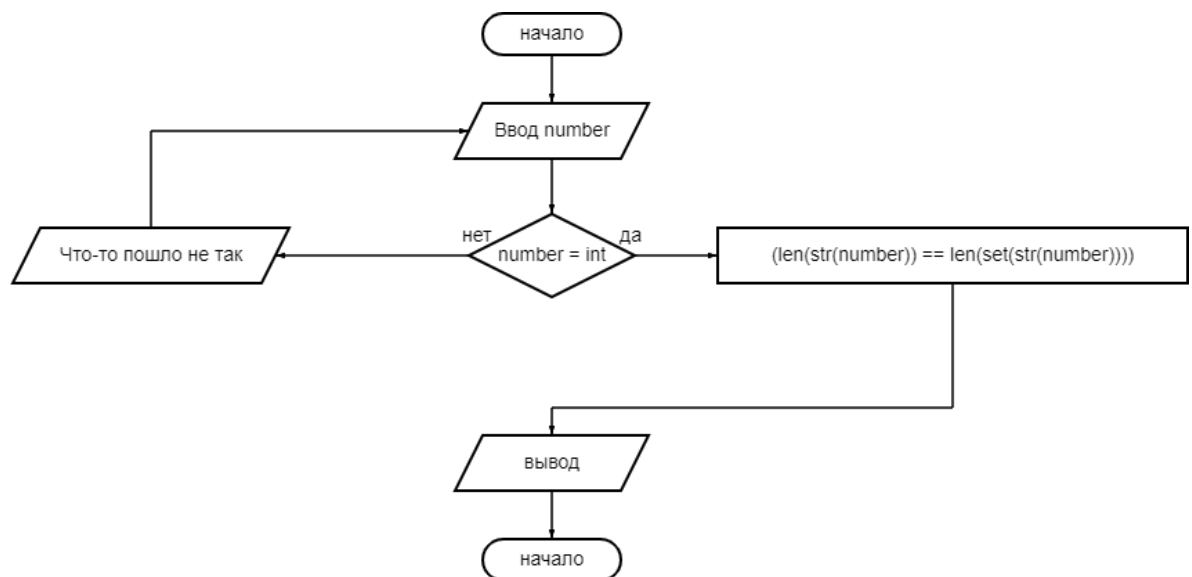 начало
Ввод number
нет
да
Что-то пошло не так
number = int
(len(str(number)) == len(set(str(number))))
вывод
начало